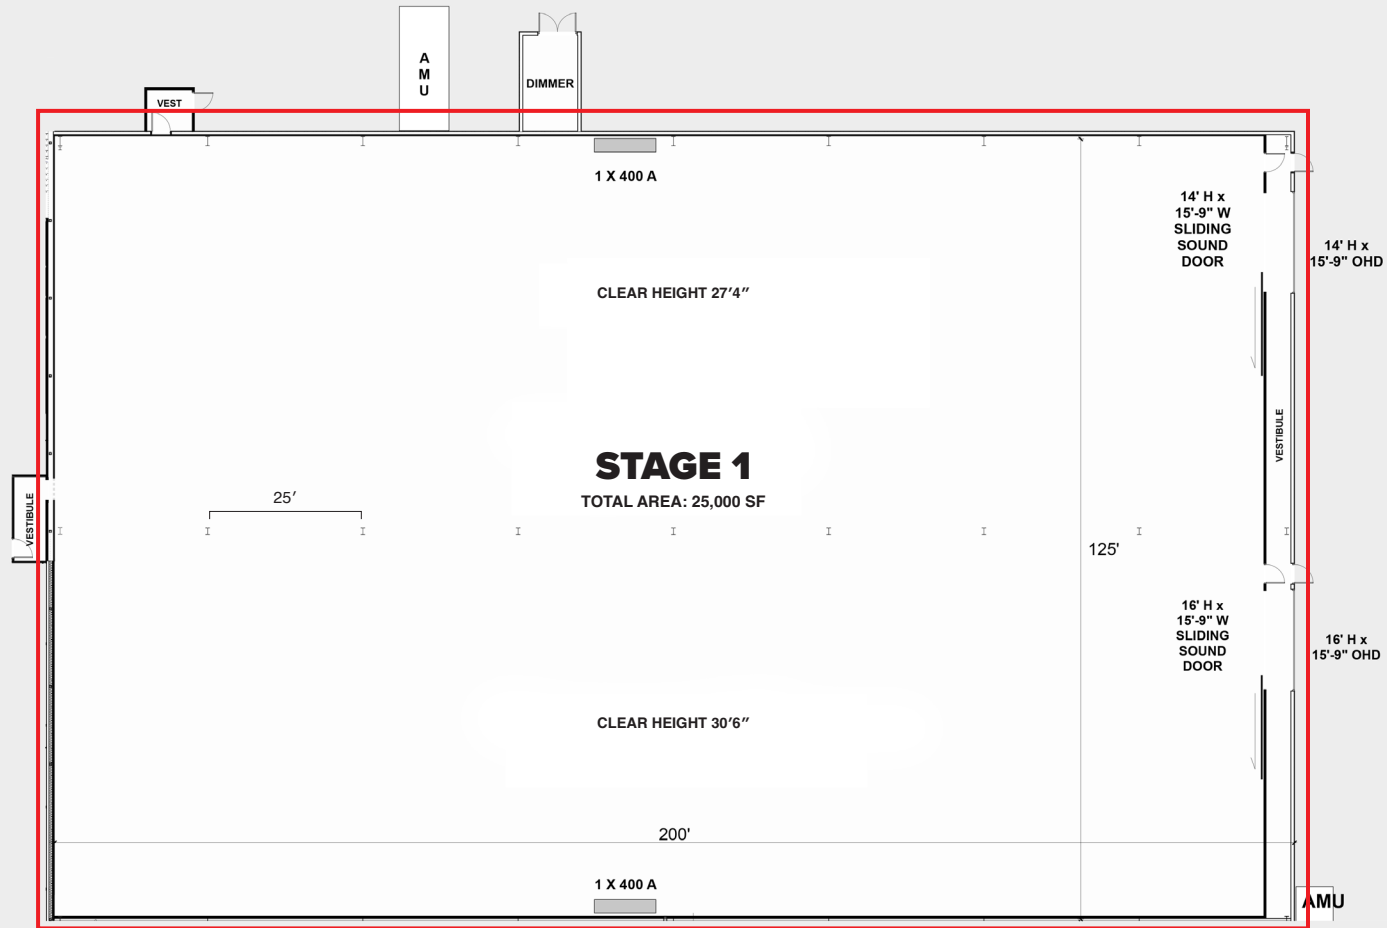 A
M
U
DIMMER
VEST
1 X 400 A
14' H x
15'-9" W
SLIDING
SOUND
DOOR
14' H x
15'-9" OHD
CLEAR HEIGHT 27′4″
VESTIBULE
STAGE 1
TOTAL AREA: 25,000 SF
25′
VESTIBULE
125'
16' H x
15'-9" W
SLIDING
SOUND
DOOR
16' H x
15'-9" OHD
CLEAR HEIGHT 30′6″
200'
1 X 400 A
AMU